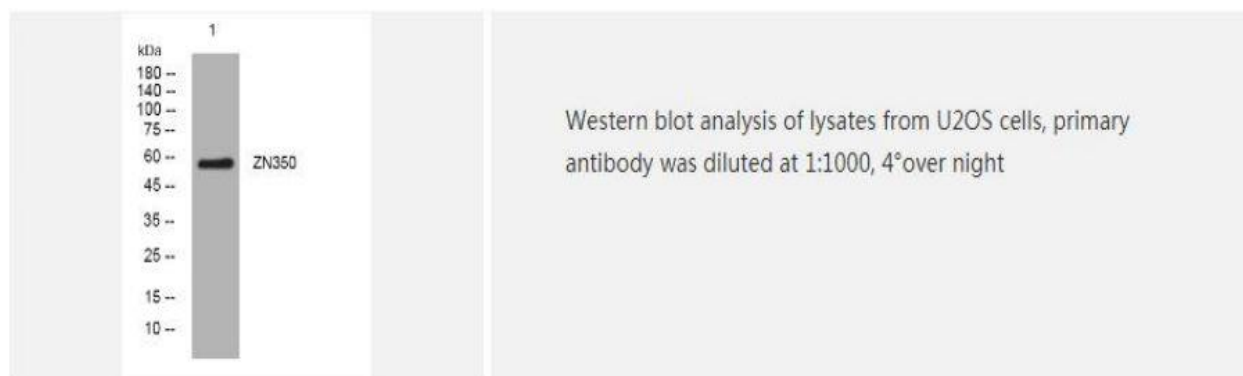 1
kDa
180 --
140 --
100 --
75 --
60 --
ZN350
45 --
35 --
25 --
15 --
10 --
Western blot analysis of lysates from U2OS cells, primary
antibody was diluted at 1:1000, 4°over night